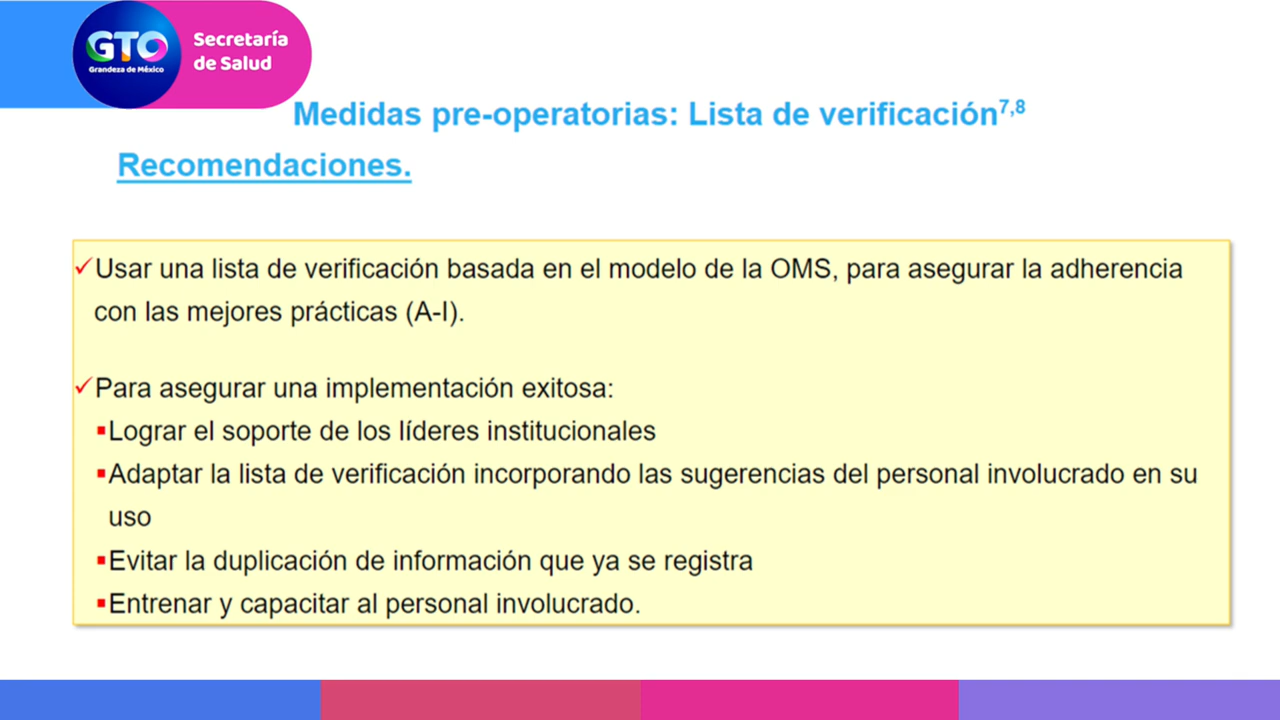 GTO
Grandeza de México
Secretaría
de Salud
Medidas pre-operatorias: Lista de verificación7,8
Recomendaciones.
✓Usar una lista de verificación basada en el modelo de la OMS, para asegurar la adherencia
con las mejores prácticas (A-I).
✓Para asegurar una implementación exitosa:
▪Lograr el soporte de los líderes institucionales
▪Adaptar la lista de verificación incorporando las sugerencias del personal involucrado en su
uso
▪Evitar la duplicación de información que ya se registra
▪Entrenar y capacitar al personal involucrado.